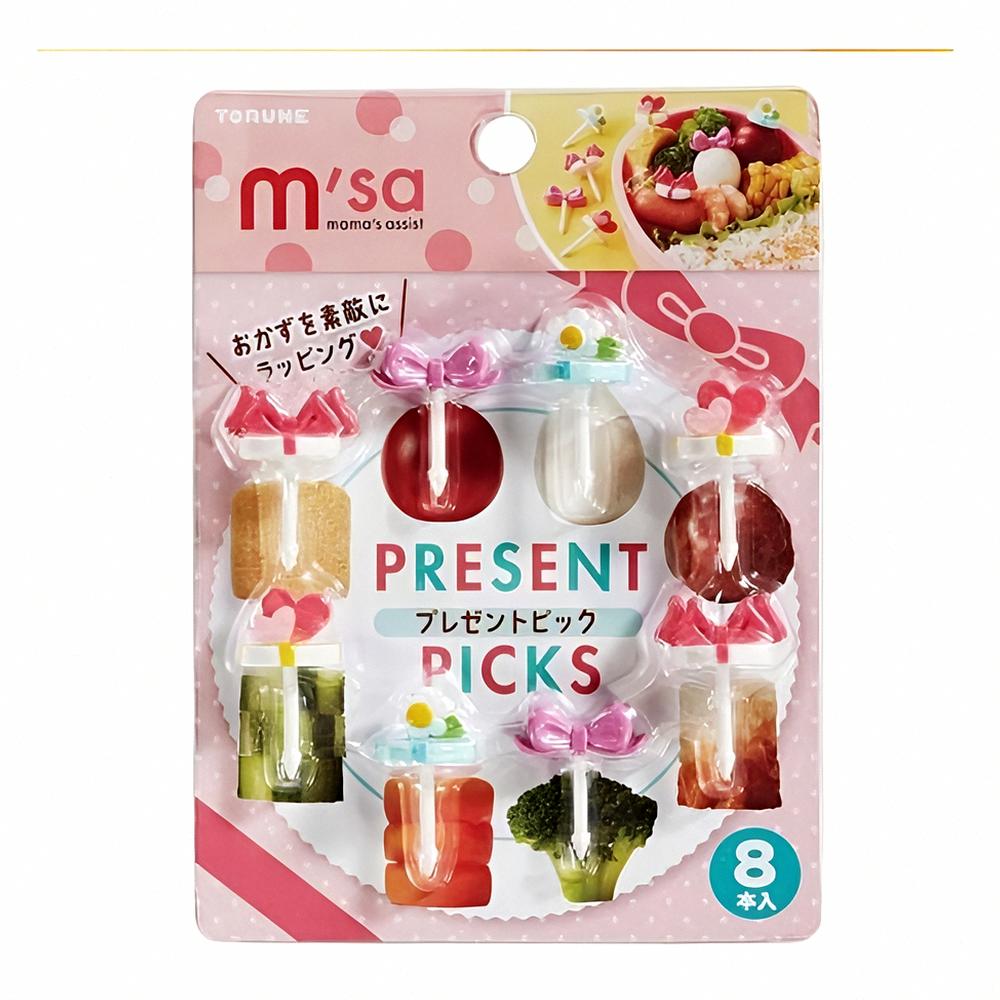 TORUNE
m'sa
mama's assist
おかずを素敵に
ラッピング
PRESENT
プレゼントピック
PICKS
8
本入